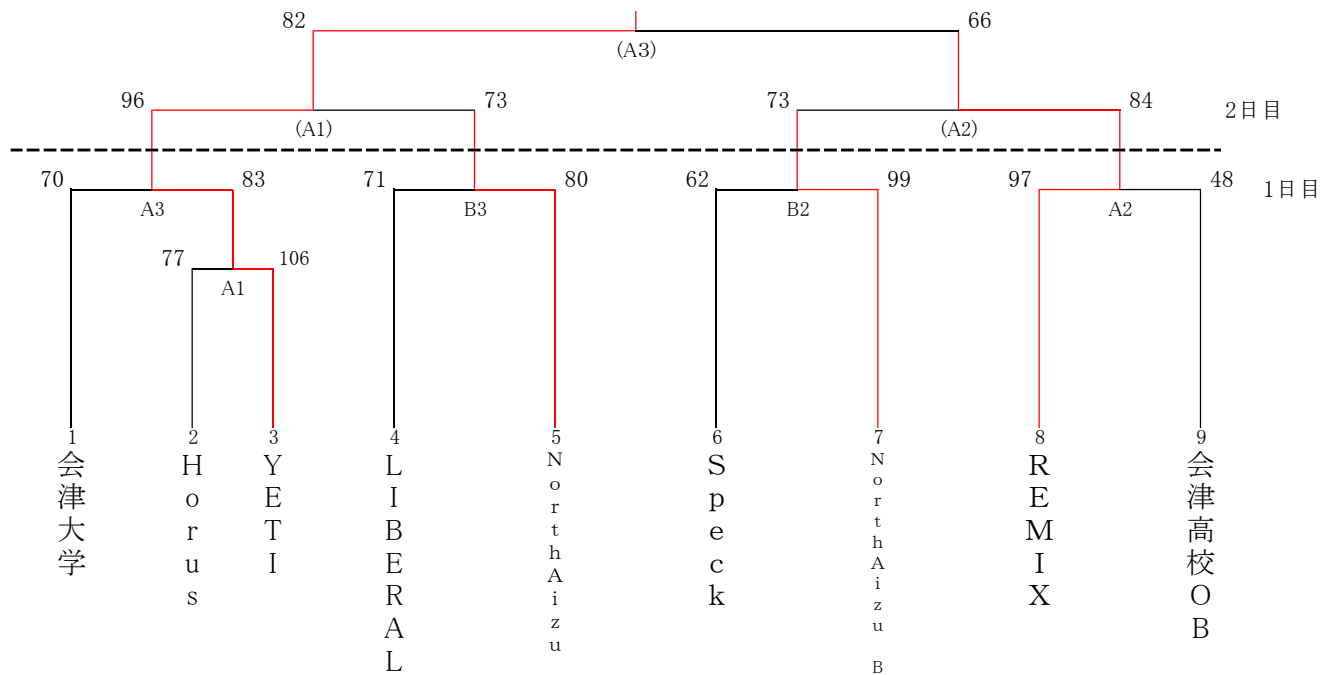 82
66
(A3)
96
73
73
84
(A1)
(A2)
2日目
70
83
71
80
62
99
97
48
1日目
A3
B3
B2
A2
77
106
A1
1
2
3
4
5
6
7
8
9
会津大学
Horus
YETI
LIBERAL
NorthAizu
Speck
NorthAizu B
REMIX
会津高校OB